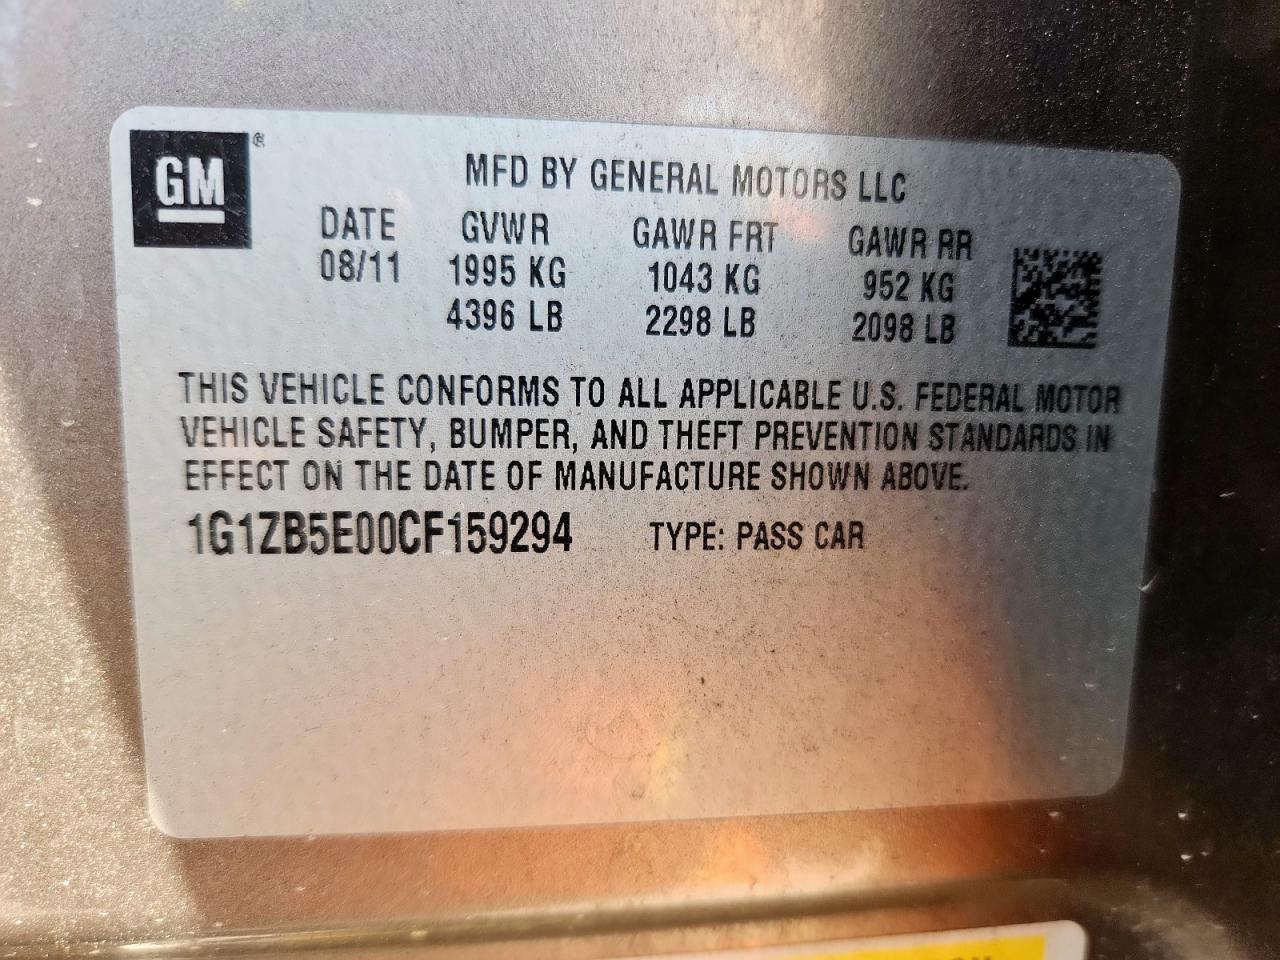 GM®
MFD BY GENERAL MOTORS LLC
DATE GVWR GAWR FRT GAWR RR
08/11 1995 KG 1043 KG 952 KG
4396 LB 2298 LB 2098 LB
THIS VEHICLE CONFORMS TO ALL APPLICABLE U.S. FEDERAL MOTOR
VEHICLE SAFETY, BUMPER, AND THEFT PREVENTION STANDARDS IN
EFFECT ON THE DATE OF MANUFACTURE SHOWN ABOVE.
1G1ZB5E00CF159294 TYPE: PASS CAR